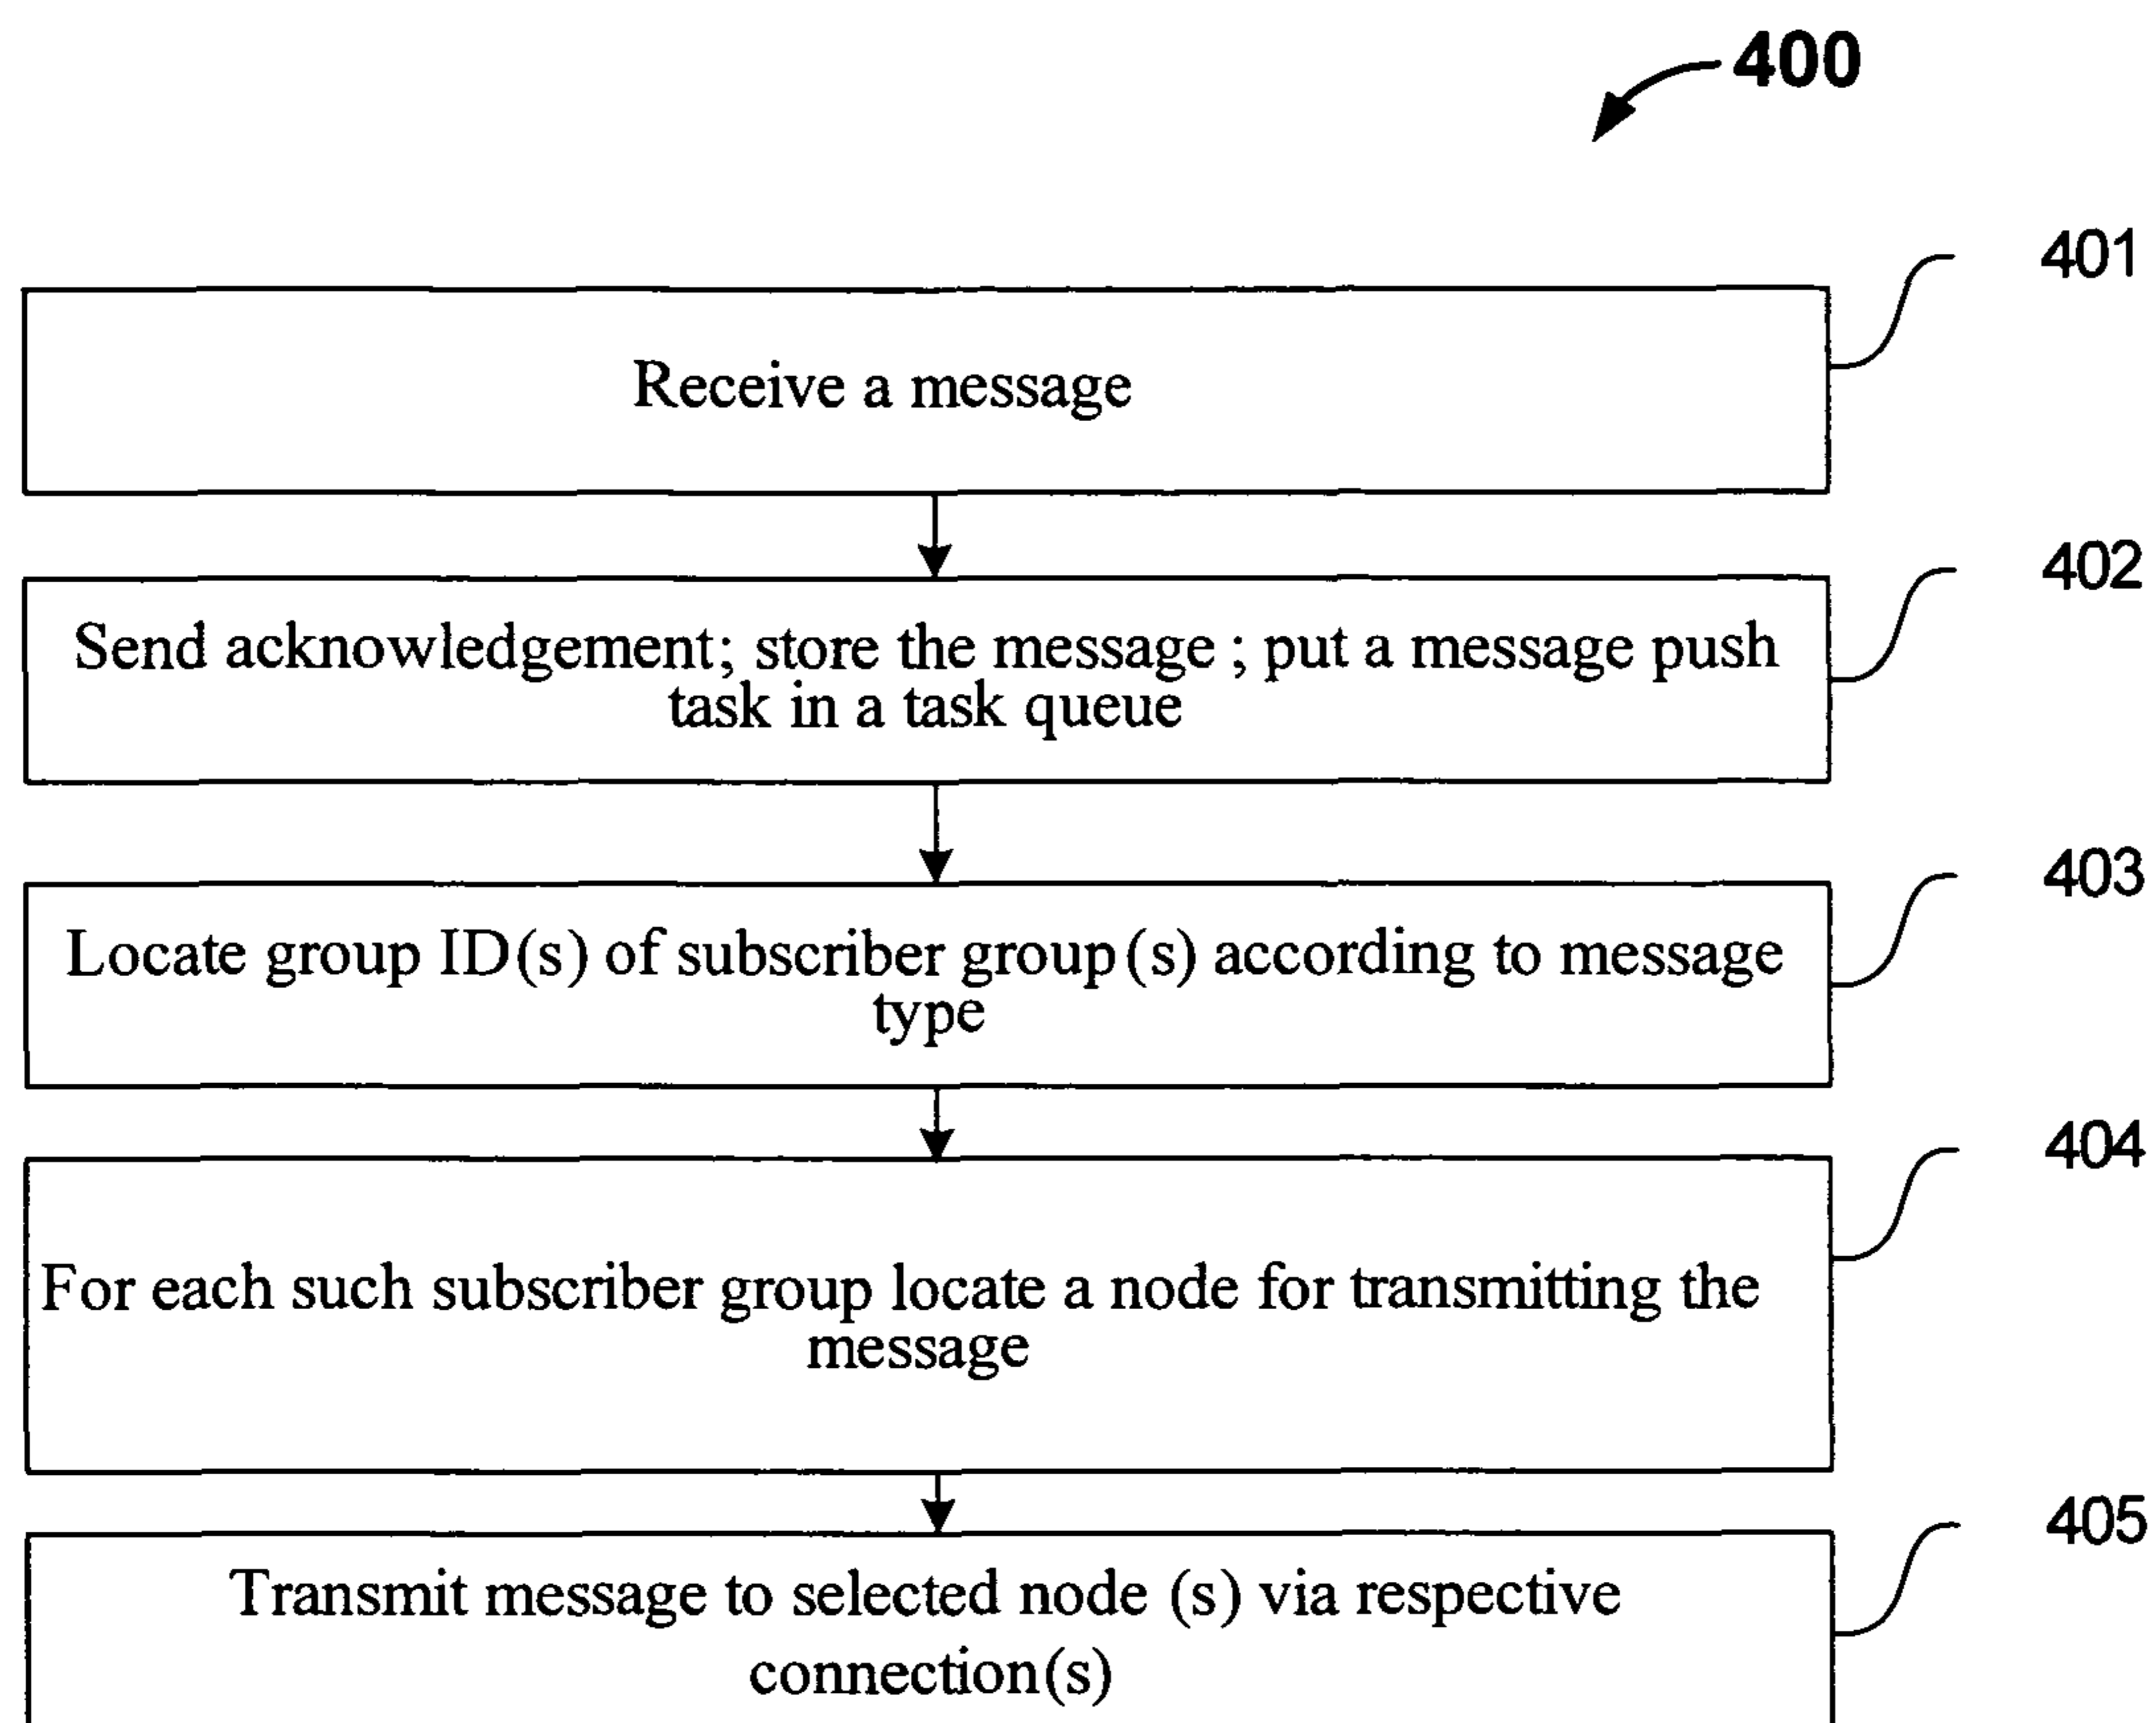 400
401
Receive a message
402
Send acknowledgement; store the message ; put a message push
task in a task queue
403
Locate group ID(s) of subscriber group(s) according to message
type
404
For each such subscriber group locate a node for transmitting the
message
405
Transmit message to selected node (s) via respective
connection(s)